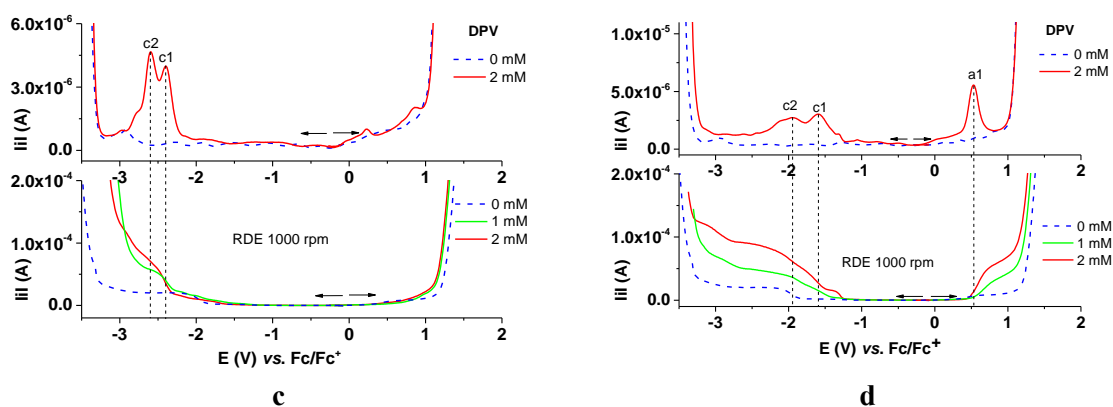 6.0x10⁻⁶
3.0x10⁻⁶
0.0
IiI (A)
c2
c1
DPV
0 mM
2 mM
-3
-2
-1
0
1
2
2.0x10⁻⁴
1.0x10⁻⁴
0.0
IiI (A)
0 mM
1 mM
2 mM
RDE 1000 rpm
-3
-2
-1
0
1
2
E (V) vs. Fc/Fc⁺
c
1.0x10⁻⁵
5.0x10⁻⁶
0.0
IiI (A)
c2
c1
a1
DPV
0 mM
2 mM
-3
-2
-1
0
1
2
2.0x10⁻⁴
1.0x10⁻⁴
0.0
IiI (A)
0 mM
1 mM
2 mM
RDE 1000 rpm
-3
-2
-1
0
1
2
E (V) vs. Fc/Fc⁺
d